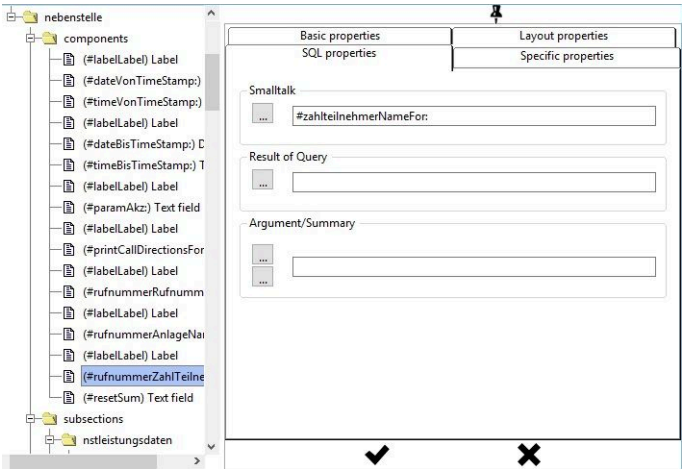 nebenstelle
components
(#labelLabel) Label
(#dateVonTimeStamp:)
(#timeVonTimeStamp:)
(#labelLabel) Label
(#dateBisTimeStamp:) D
(#timeBisTimeStamp:) T
(#labelLabel) Label
(#paramAkz:) Text field
(#labelLabel) Label
(#printCallDirectionsFor
(#labelLabel) Label
(#rufnummerRufnumm
(#labelLabel) Label
(#rufnummerAnlageNa
(#labelLabel) Label
(#rufnummerZahlTeilne
(#resetSum) Text field
subsections
nstleistungsdaten
Basic properties
Layout properties
SQL properties
Specific properties
Smalltalk
...
#zahlteilnehmerNameFor:
Result of Query
...
Argument/Summary
...
...